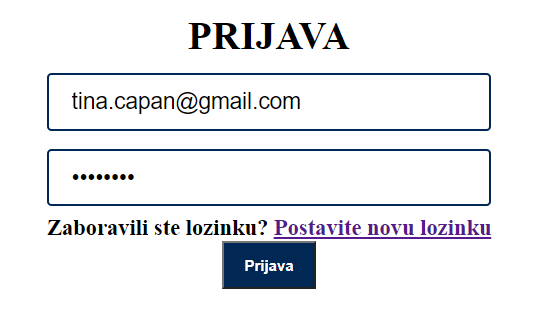 PRIJAVA
tina.capan@gmail.com
••••••••
Zaboravili ste lozinku? Postavite novu lozinku
Prijava